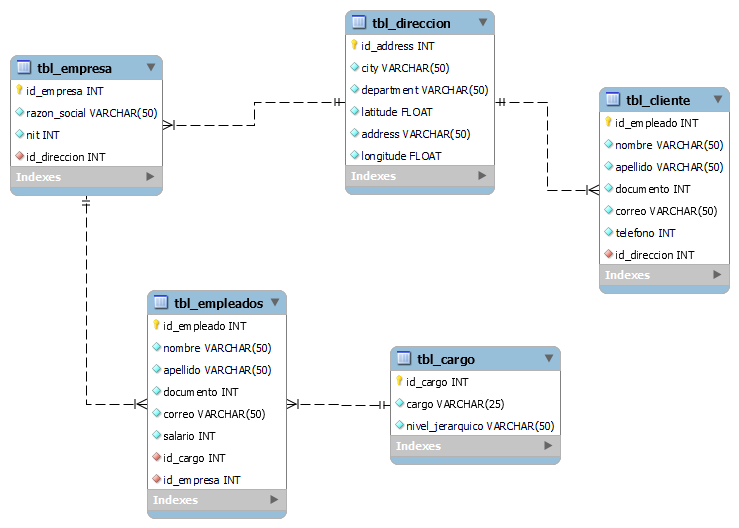 tbl_direccion
id_address INT
city VARCHAR(50)
department VARCHAR(50)
latitude FLOAT
address VARCHAR(50)
longitude FLOAT
Indexes
tbl_empresa
id_empresa INT
razon_social VARCHAR(50)
nit INT
id_direccion INT
Indexes
tbl_cliente
id_empleado INT
nombre VARCHAR(50)
apellido VARCHAR(50)
documento INT
correo VARCHAR(50)
telefono INT
id_direccion INT
Indexes
tbl_empleados
id_empleado INT
nombre VARCHAR(50)
apellido VARCHAR(50)
documento INT
correo VARCHAR(50)
salario INT
id_cargo INT
id_empresa INT
Indexes
tbl_cargo
id_cargo INT
cargo VARCHAR(25)
nivel_jerarquico VARCHAR(50)
Indexes